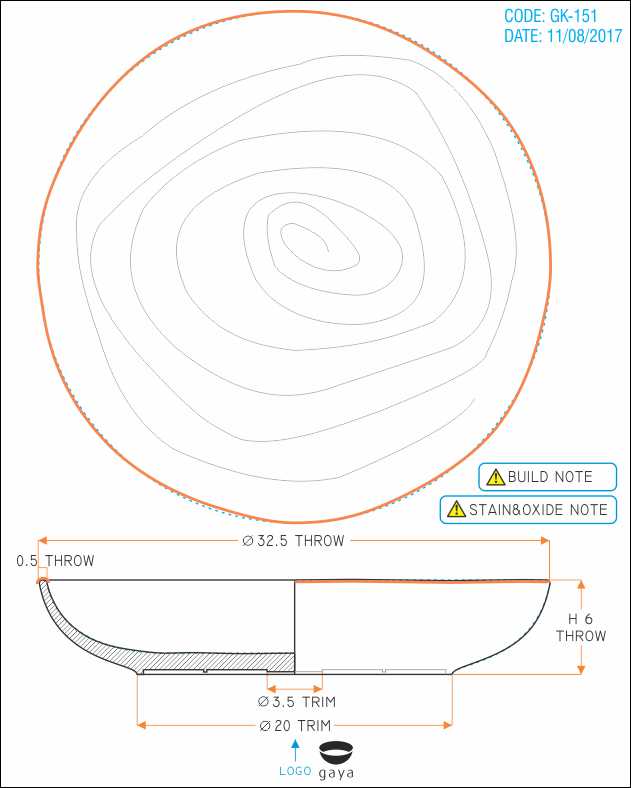 CODE: GK-151
DATE: 11/08/2017
BUILD NOTE
STAIN&OXIDE NOTE
Ø 32.5 THROW
0.5 THROW
H 6
THROW
Ø 3.5 TRIM
Ø 20 TRIM
LOGO
gaya